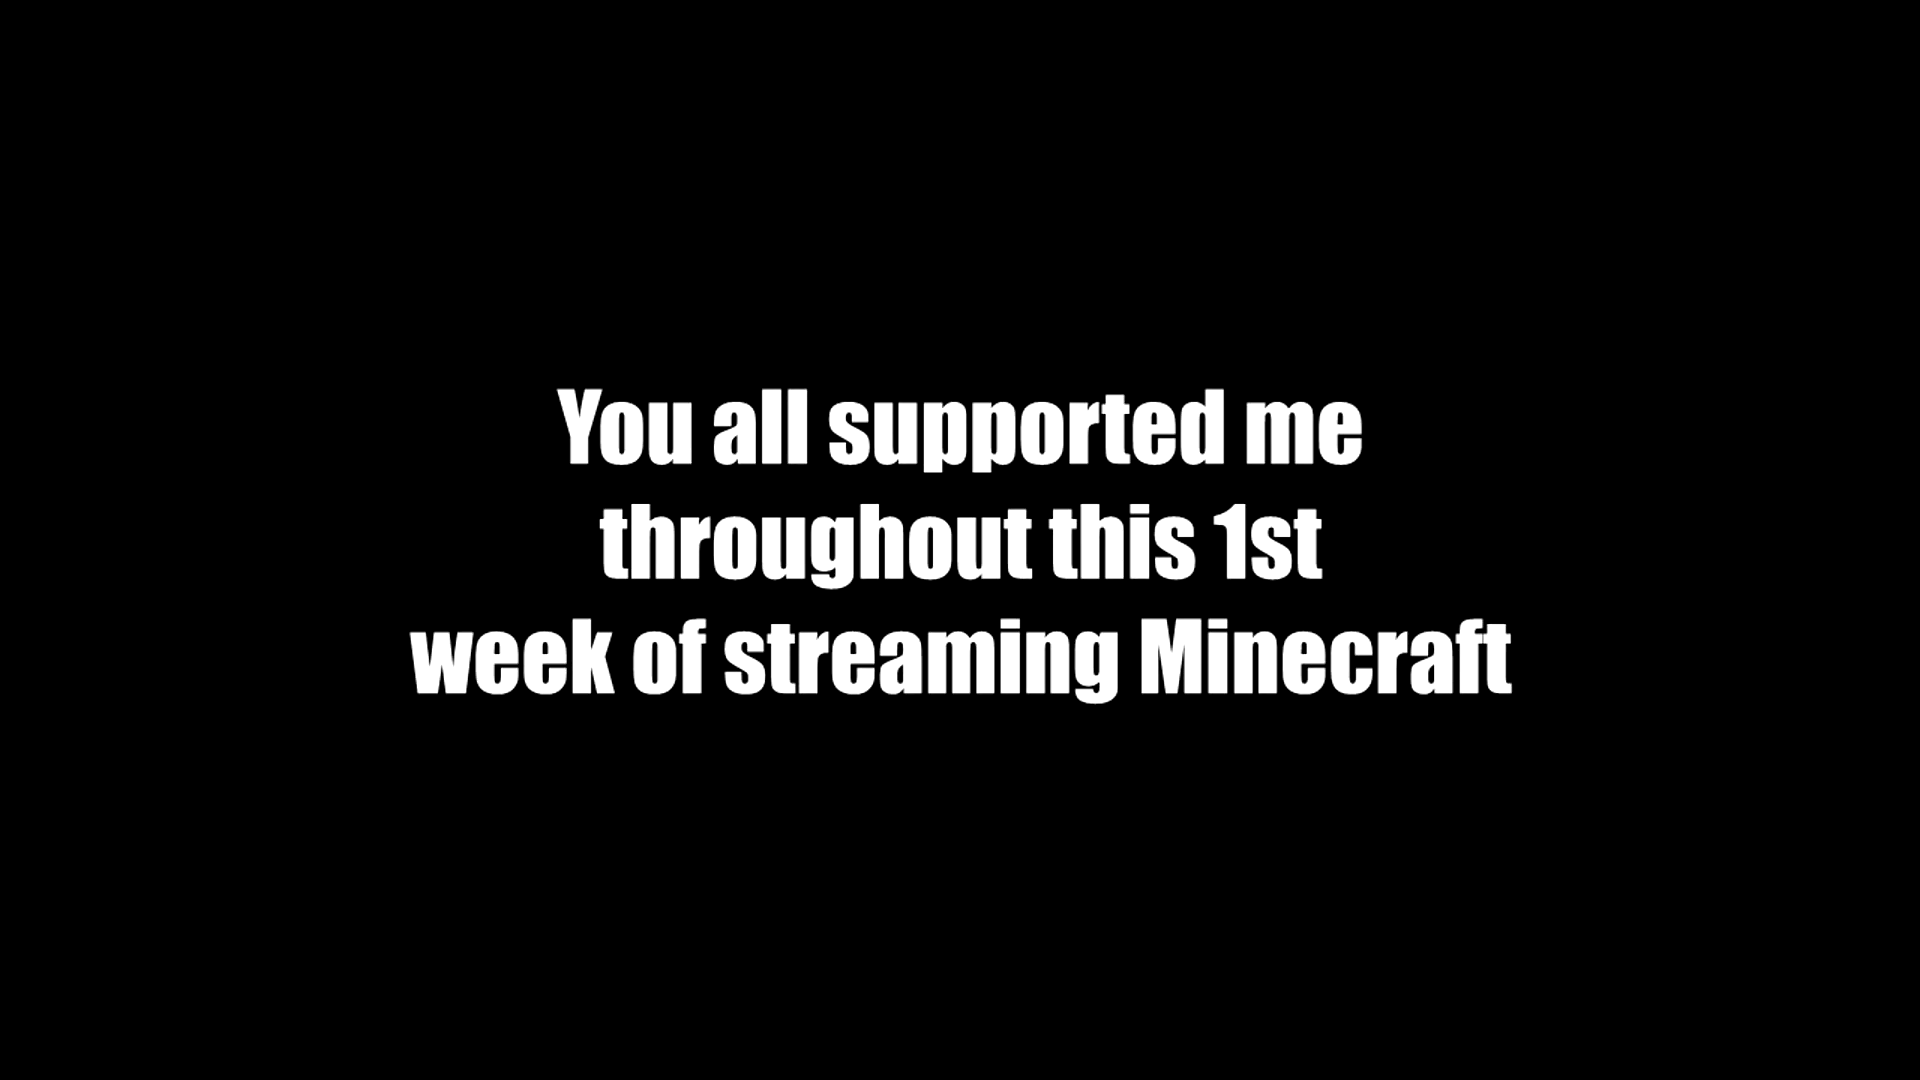 You all supported me
throughout this 1st
week of streaming Minecraft